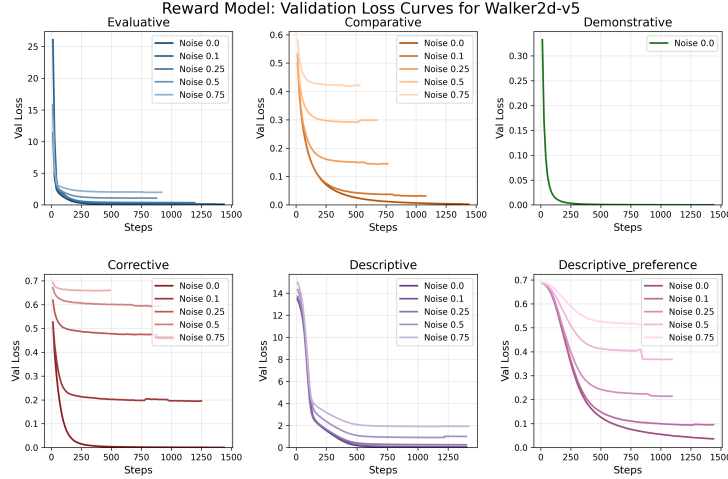 Reward Model: Validation Loss Curves for Walker2d-v5
Evaluative
Val Loss
25
20
15
10
5
0
0 250 500 750 1000 1250 1500
Steps
Noise 0.0
Noise 0.1
Noise 0.25
Noise 0.5
Noise 0.75
Comparative
Val Loss
0.6
0.5
0.4
0.3
0.2
0.1
0.0
0 250 500 750 1000 1250 1500
Steps
Noise 0.0
Noise 0.1
Noise 0.25
Noise 0.5
Noise 0.75
Demonstrative
Val Loss
0.30
0.25
0.20
0.15
0.10
0.05
0.00
0 250 500 750 1000 1250 1500
Steps
Noise 0.0
Corrective
Val Loss
0.7
0.6
0.5
0.4
0.3
0.2
0.1
0.0
0 250 500 750 1000 1250 1500
Steps
Noise 0.0
Noise 0.1
Noise 0.25
Noise 0.5
Noise 0.75
Descriptive
Val Loss
14
12
10
8
6
4
2
0
0 250 500 750 1000 1250
Steps
Noise 0.0
Noise 0.1
Noise 0.25
Noise 0.5
Noise 0.75
Descriptive_preference
Val Loss
0.7
0.6
0.5
0.4
0.3
0.2
0.1
0.0
0 250 500 750 1000 1250 1500
Steps
Noise 0.0
Noise 0.1
Noise 0.25
Noise 0.5
Noise 0.75